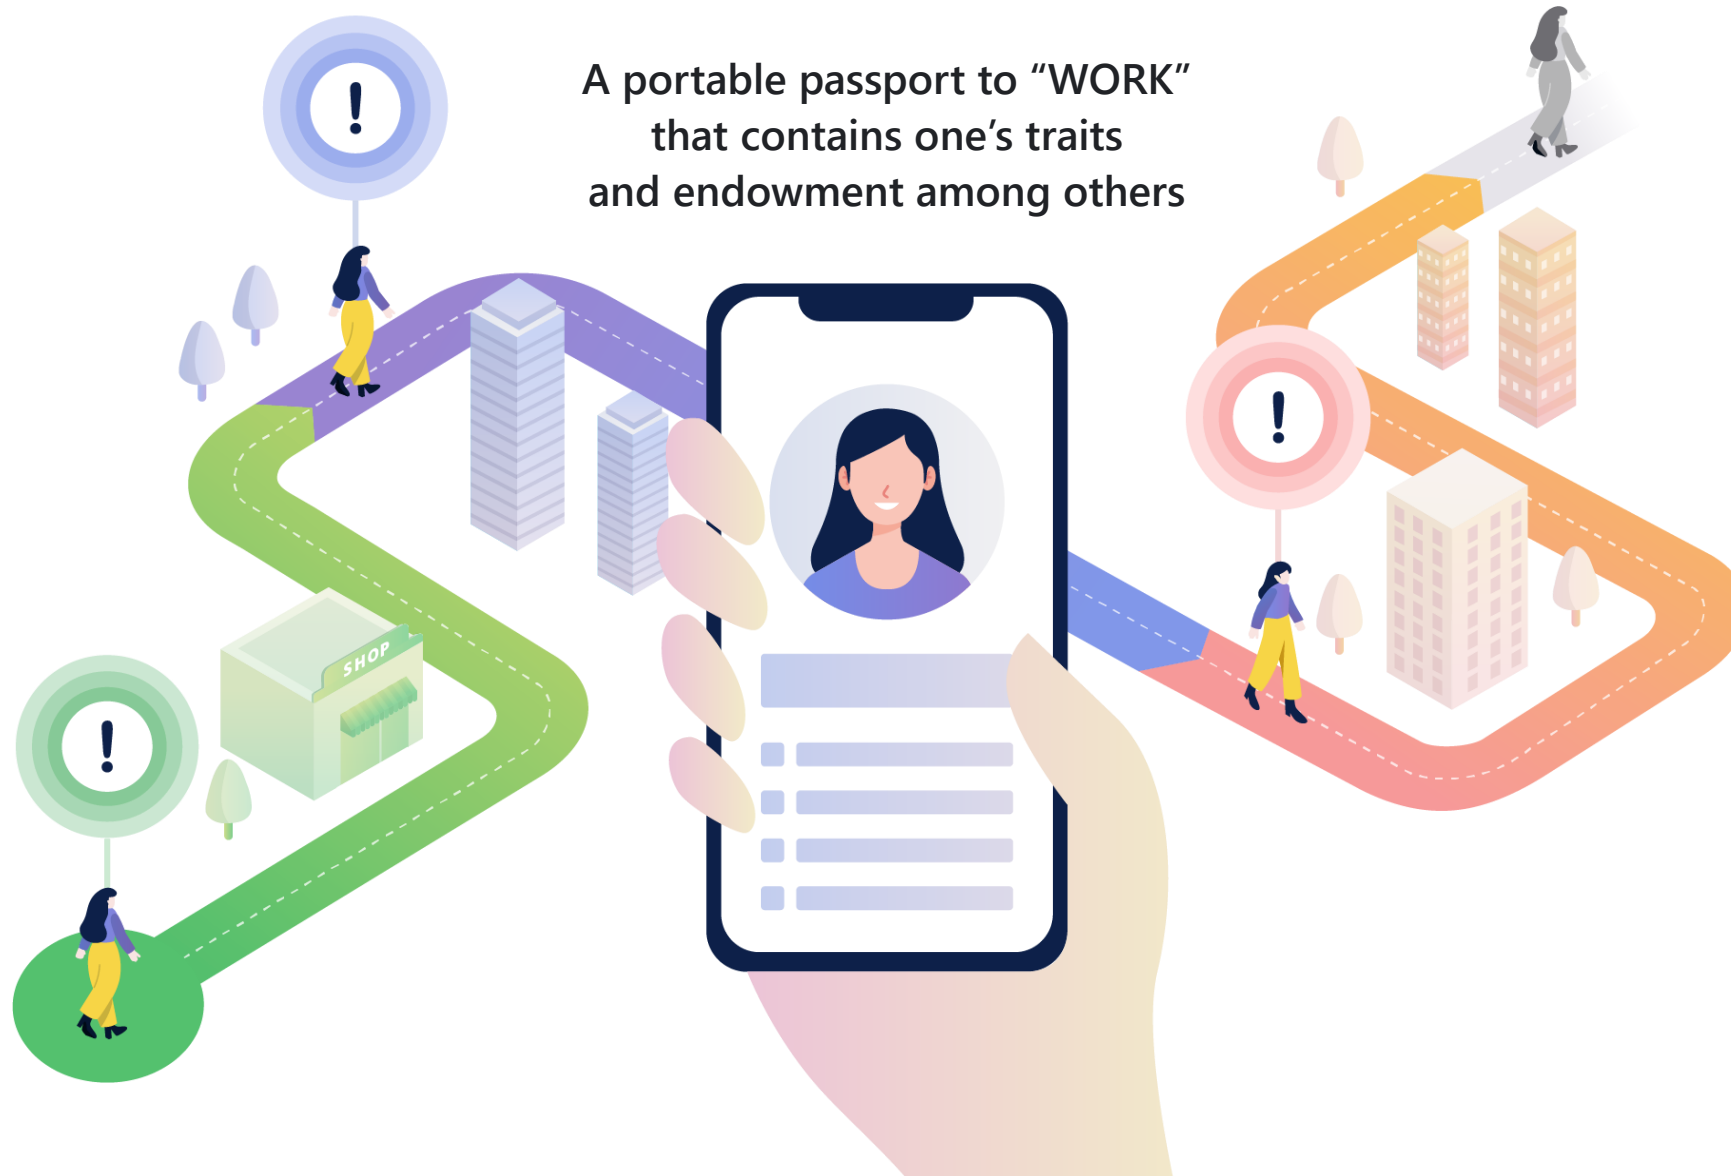 A portable passport to “WORK”
that contains one’s traits
and endowment among others
!
!
SHOP
!